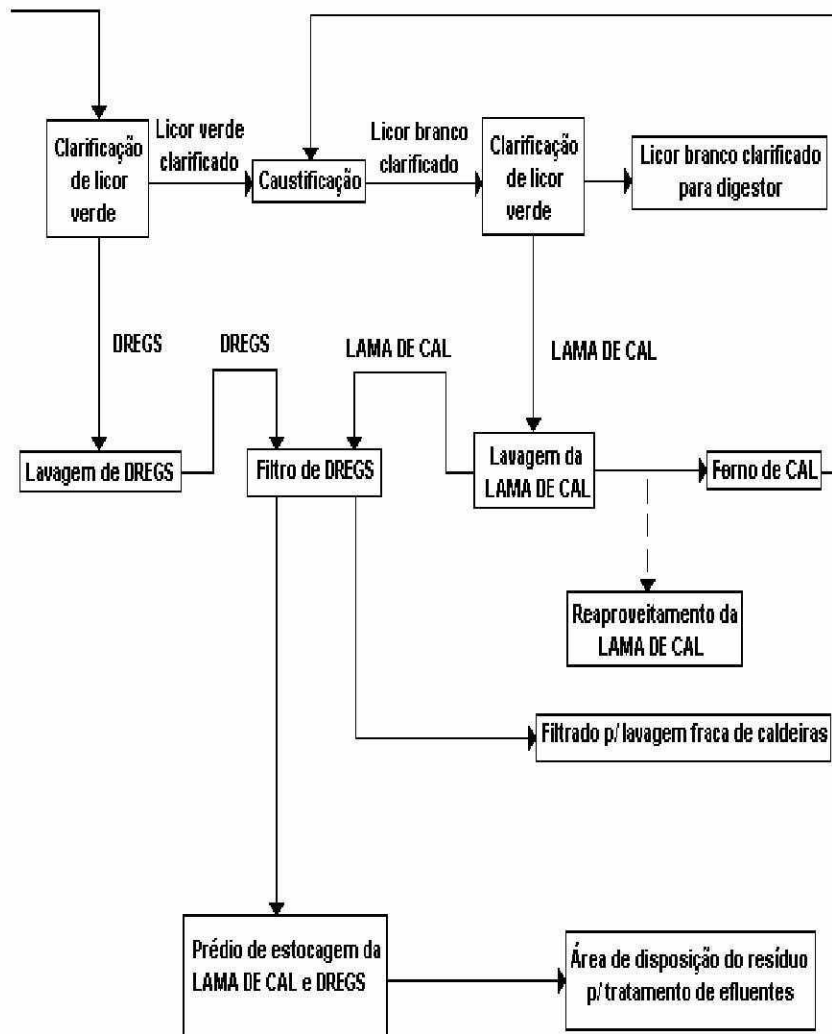 Clarificação
de licor
verde
Licor verde
clarificado
Caustificação
Licor branco
clarificado
Clarificação
de licor
verde
Licor branco clarificado
para digestor
DREGS
DREGS
LAMA DE CAL
LAMA DE CAL
Lavagem de DREGS
Filtro de DREGS
Lavagem da
LAMA DE CAL
Forno de CAL
Reaproveitamento da
LAMA DE CAL
Filtrado p/ lavagem fraca de caldeiras
Prédio de estocagem da
LAMA DE CAL e DREGS
Área de disposição do resíduo
p/ tratamento de efluentes